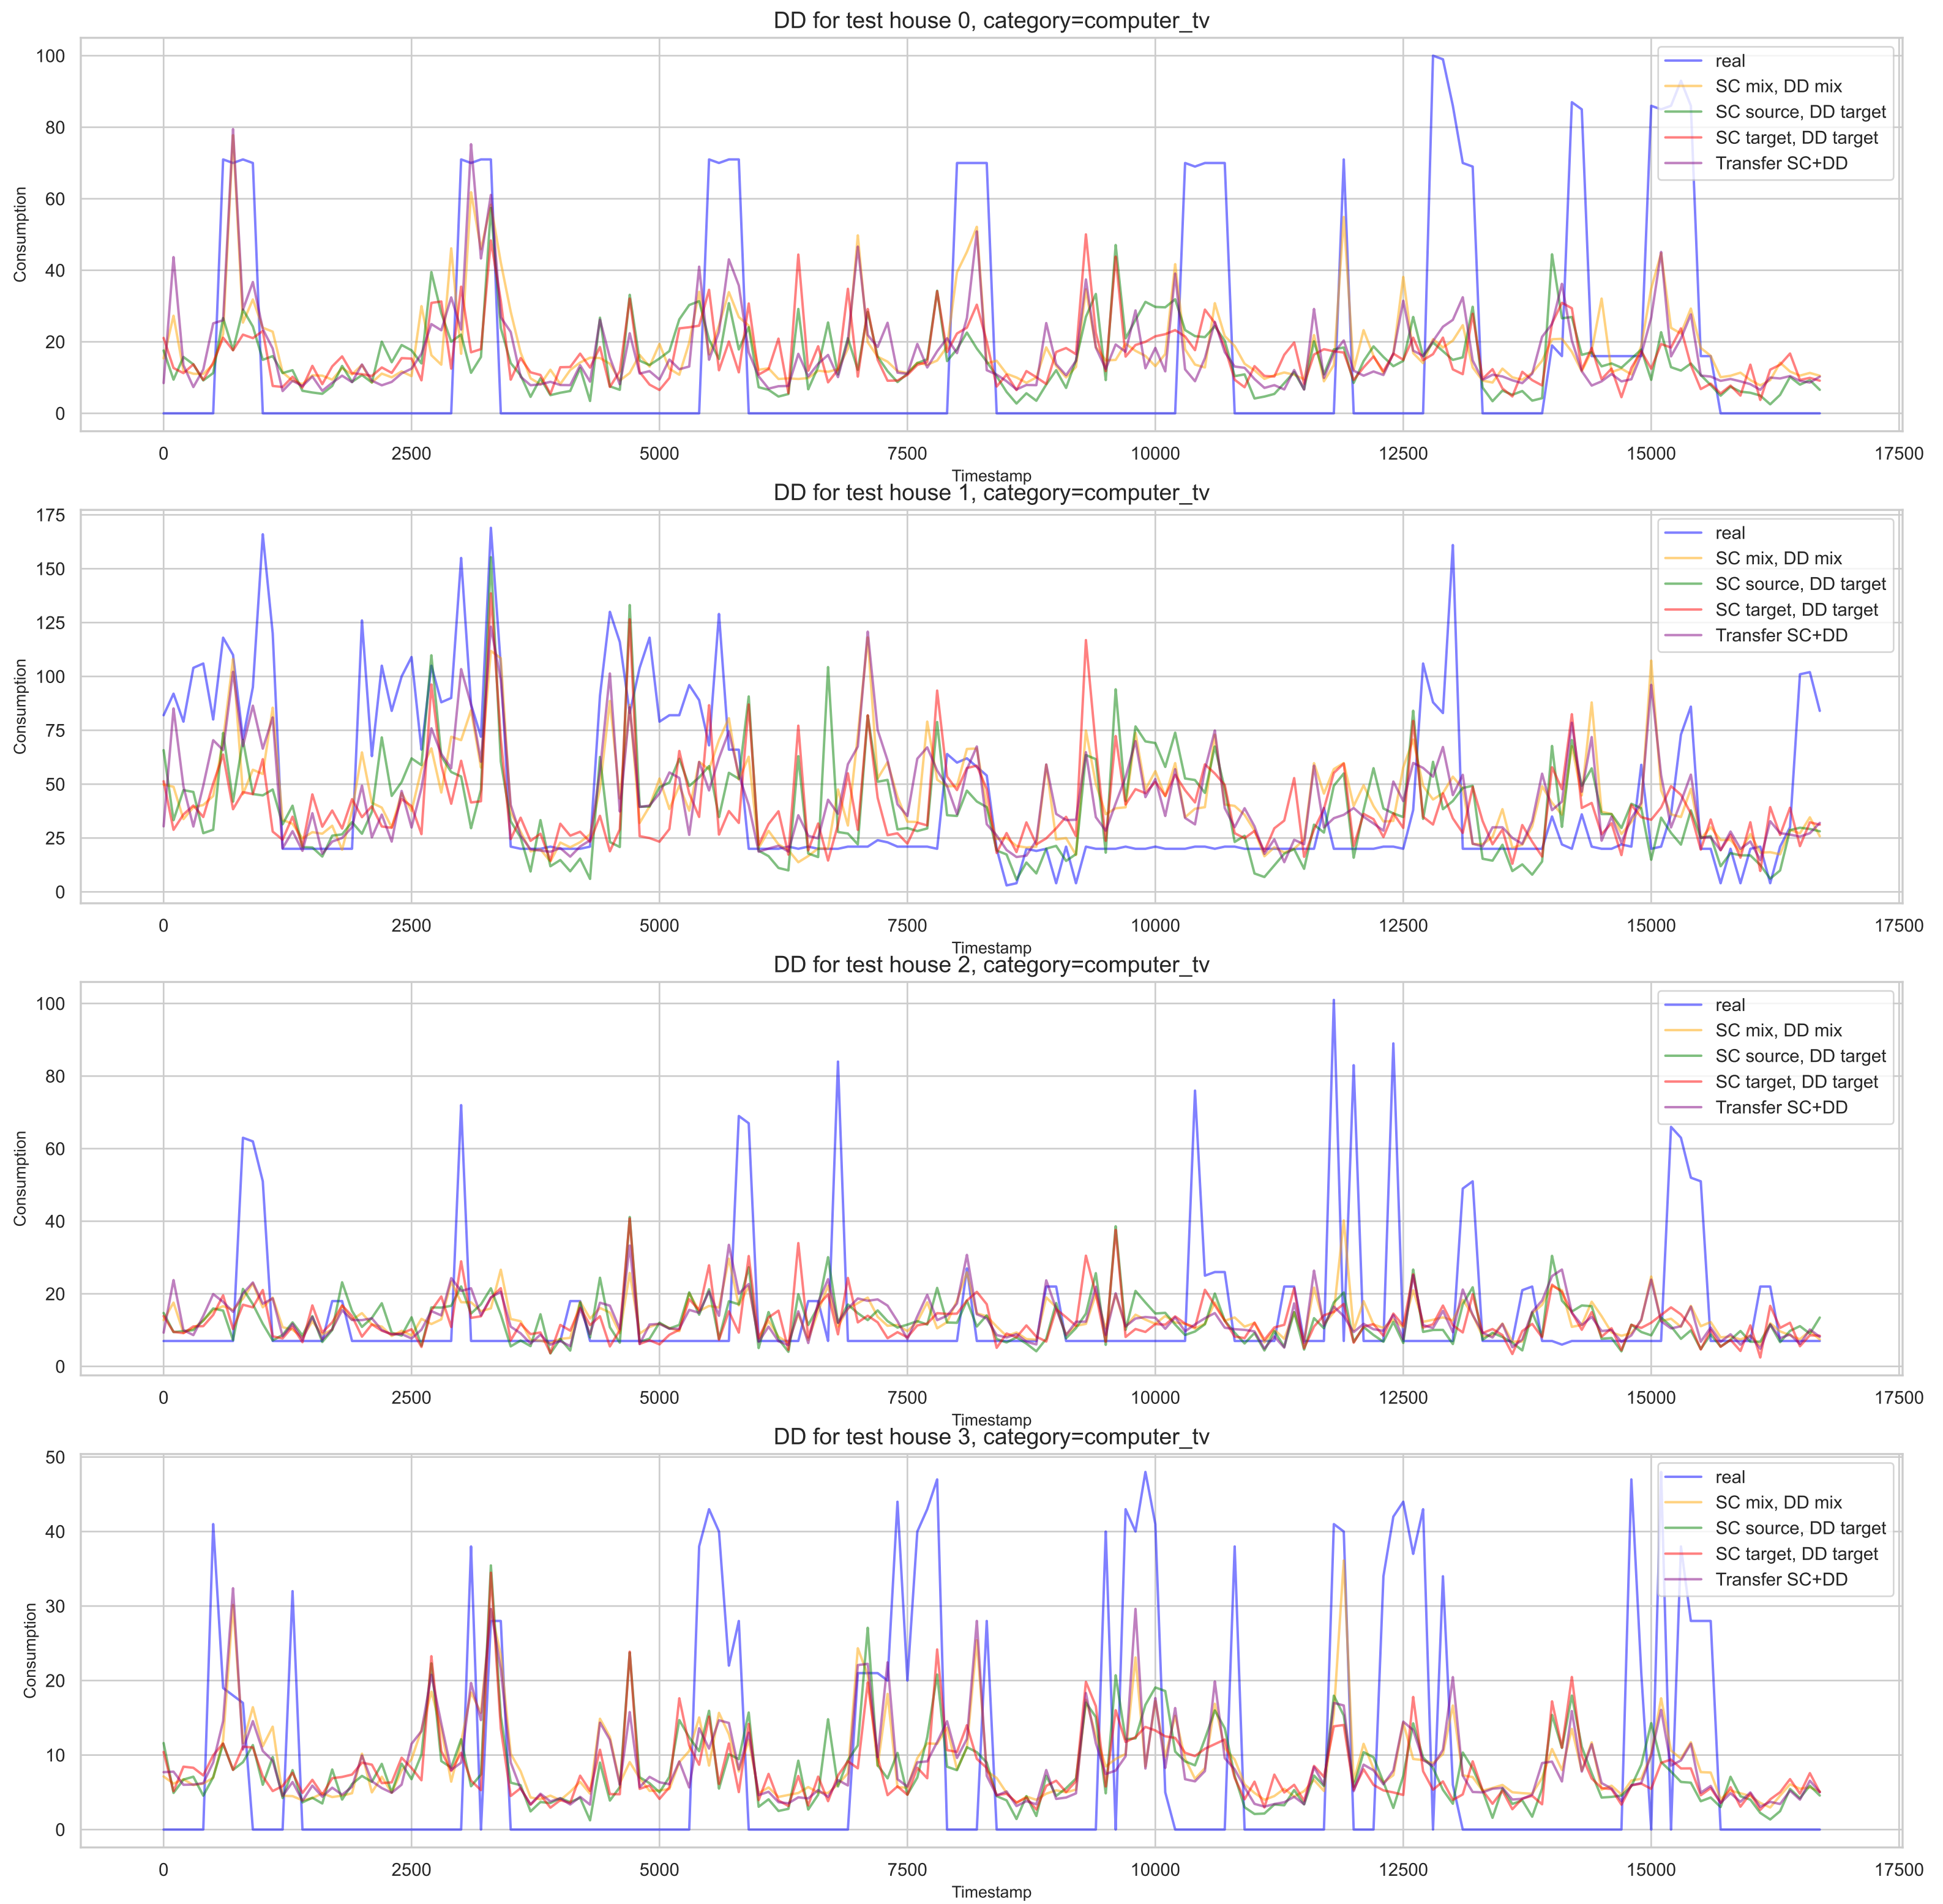 DD for test house 0, category=computer_tv
100
80
60
40
20
0
Consumption
real
SC mix, DD mix
SC source, DD target
SC target, DD target
Transfer SC+DD
0 2500 5000 7500 10000 12500 15000 17500
Timestamp
DD for test house 1, category=computer_tv
175
150
125
100
75
50
25
0
Consumption
real
SC mix, DD mix
SC source, DD target
SC target, DD target
Transfer SC+DD
0 2500 5000 7500 10000 12500 15000 17500
Timestamp
DD for test house 2, category=computer_tv
100
80
60
40
20
0
Consumption
real
SC mix, DD mix
SC source, DD target
SC target, DD target
Transfer SC+DD
0 2500 5000 7500 10000 12500 15000 17500
Timestamp
DD for test house 3, category=computer_tv
50
40
30
20
10
0
Consumption
real
SC mix, DD mix
SC source, DD target
SC target, DD target
Transfer SC+DD
0 2500 5000 7500 10000 12500 15000 17500
Timestamp